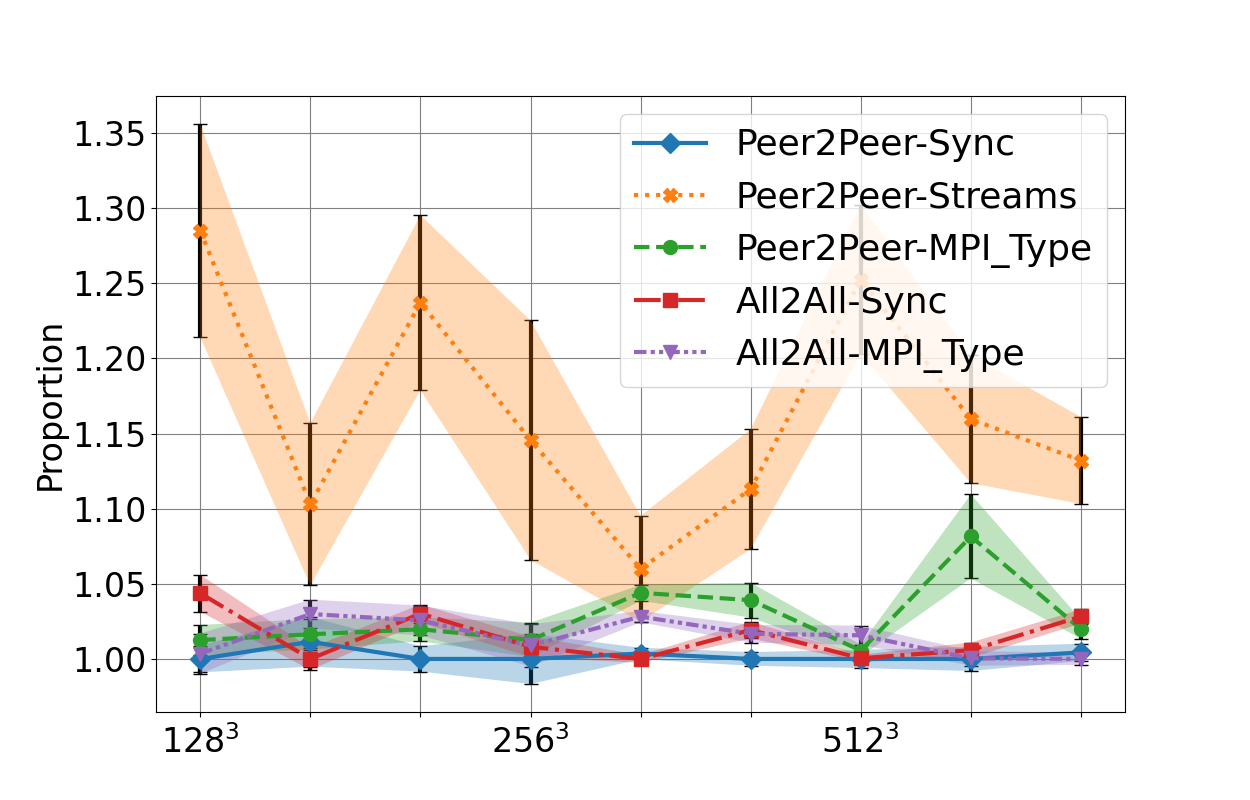 1.35
1.30
1.25
1.20
1.15
1.10
1.05
1.00
Proportion
Peer2Peer-Sync
Peer2Peer-Streams
Peer2Peer-MPI_Type
All2All-Sync
All2All-MPI_Type
128³
256³
512³